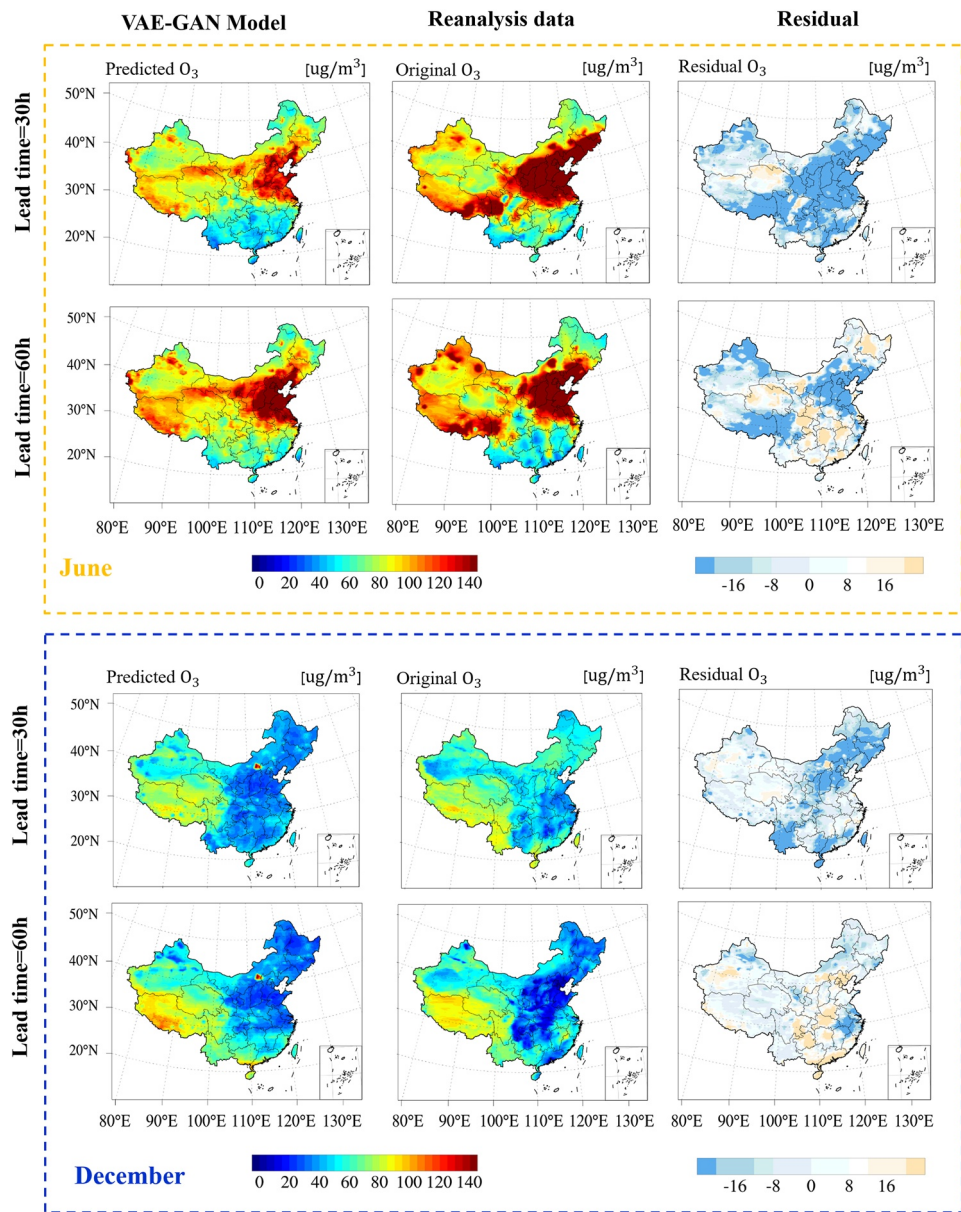 VAE-GAN Model Reanalysis data Residual
Lead time=30h
Predicted O₃ [ug/m³] Original O₃ [ug/m³] Residual O₃ [ug/m³]
50°N
40°N
30°N
20°N
Lead time=60h
50°N
40°N
30°N
20°N
80°E 90°E 100°E 110°E 120°E 130°E 80°E 90°E 100°E 110°E 120°E 130°E 80°E 90°E 100°E 110°E 120°E 130°E
June
0 20 40 60 80 100 120 140 -16 -8 0 8 16
Lead time=30h
Predicted O₃ [ug/m³] Original O₃ [ug/m³] Residual O₃ [ug/m³]
50°N
40°N
30°N
20°N
Lead time=60h
50°N
40°N
30°N
20°N
80°E 90°E 100°E 110°E 120°E 130°E 80°E 90°E 100°E 110°E 120°E 130°E 80°E 90°E 100°E 110°E 120°E 130°E
December
0 20 40 60 80 100 120 140 -16 -8 0 8 16